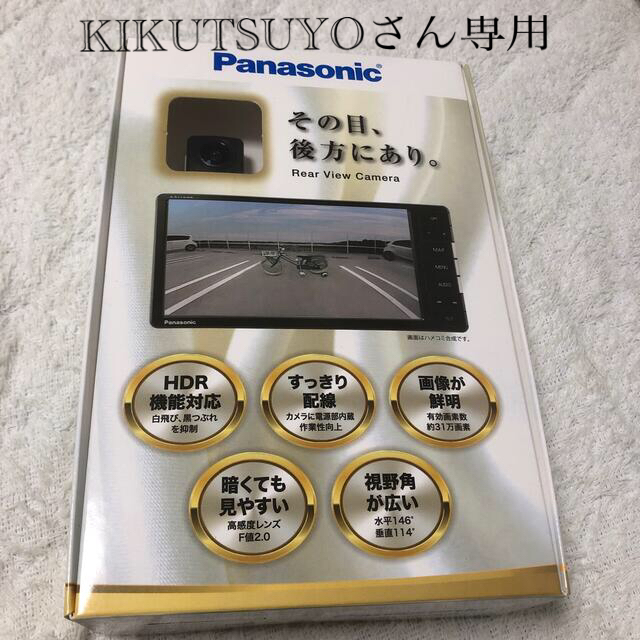 KIKUTSUYOさん専用
Panasonic
その目、
後方にあり。
Rear View Camera
MAP
MENU
AUDIO
Panasonic
画面はハメコミ合成です。
HDR
機能対応
白飛び、黒つぶれ
を抑制
すっきり
配線
カメラに電源部内蔵
作業性向上
画像が
鮮明
有効画素数
約31万画素
暗くても
見やすい
高感度レンズ
F値2.0
視野角
が広い
水平146°
垂直114°